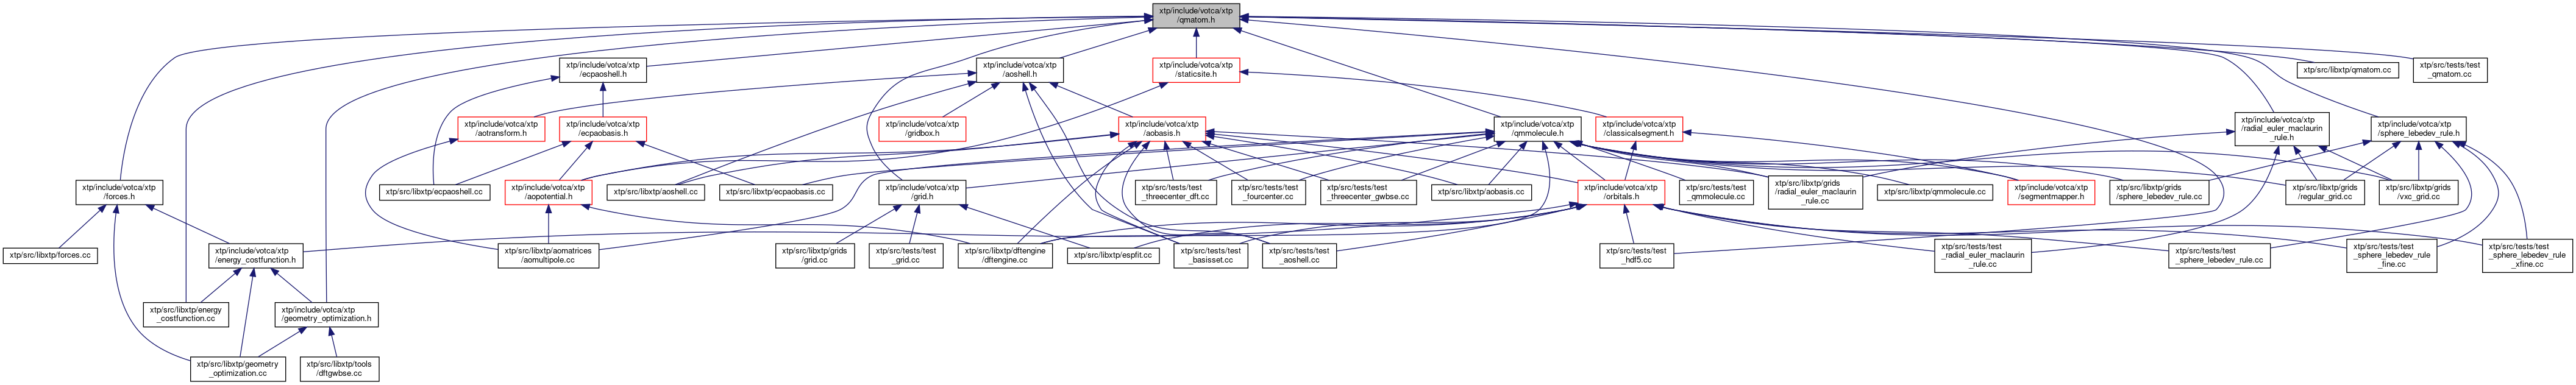 xtp/include/votca/xtp
/qmatom.h
xtp/include/votca/xtp
/ecpaoshell.h
xtp/include/votca/xtp
/aoshell.h
xtp/include/votca/xtp
/staticsite.h
xtp/src/libxtp/qmatom.cc
xtp/src/tests/test
_qmatom.cc
xtp/include/votca/xtp
/aotransform.h
xtp/include/votca/xtp
/ecpaobasis.h
xtp/include/votca/xtp
/gridbox.h
xtp/include/votca/xtp
/aobasis.h
xtp/include/votca/xtp
/qmmolecule.h
xtp/include/votca/xtp
/classicalsegment.h
xtp/include/votca/xtp
/radial_euler_maclaurin
_rule.h
xtp/include/votca/xtp
/sphere_lebedev_rule.h
xtp/include/votca/xtp
/forces.h
xtp/src/libxtp/ecpaoshell.cc
xtp/include/votca/xtp
/aopotential.h
xtp/src/libxtp/aoshell.cc
xtp/src/libxtp/ecpaobasis.cc
xtp/include/votca/xtp
/grid.h
xtp/src/tests/test
_threecenter_dft.cc
xtp/src/tests/test
_fourcenter.cc
xtp/src/tests/test
_threecenter_gwbse.cc
xtp/src/libxtp/aobasis.cc
xtp/include/votca/xtp
/orbitals.h
xtp/src/tests/test
_qmmolecule.cc
xtp/src/libxtp/grids
/radial_euler_maclaurin
_rule.cc
xtp/src/libxtp/qmmolecule.cc
xtp/include/votca/xtp
/segmentmapper.h
xtp/src/libxtp/grids
/sphere_lebedev_rule.cc
xtp/src/libxtp/grids
/regular_grid.cc
xtp/src/libxtp/grids
/vxc_grid.cc
xtp/src/libxtp/forces.cc
xtp/include/votca/xtp
/energy_costfunction.h
xtp/src/libxtp/aomatrices
/aomultipole.cc
xtp/src/libxtp/grids
/grid.cc
xtp/src/tests/test
_grid.cc
xtp/src/libxtp/dftengine
/dftengine.cc
xtp/src/libxtp/espfit.cc
xtp/src/tests/test
_basisset.cc
xtp/src/tests/test
_aoshell.cc
xtp/src/tests/test
_hdf5.cc
xtp/src/tests/test
_radial_euler_maclaurin
_rule.cc
xtp/src/tests/test
_sphere_lebedev_rule.cc
xtp/src/tests/test
_sphere_lebedev_rule
_fine.cc
xtp/src/tests/test
_sphere_lebedev_rule
_xfine.cc
xtp/src/libxtp/energy
_costfunction.cc
xtp/include/votca/xtp
/geometry_optimization.h
xtp/src/libxtp/geometry
_optimization.cc
xtp/src/libxtp/tools
/dftgwbse.cc